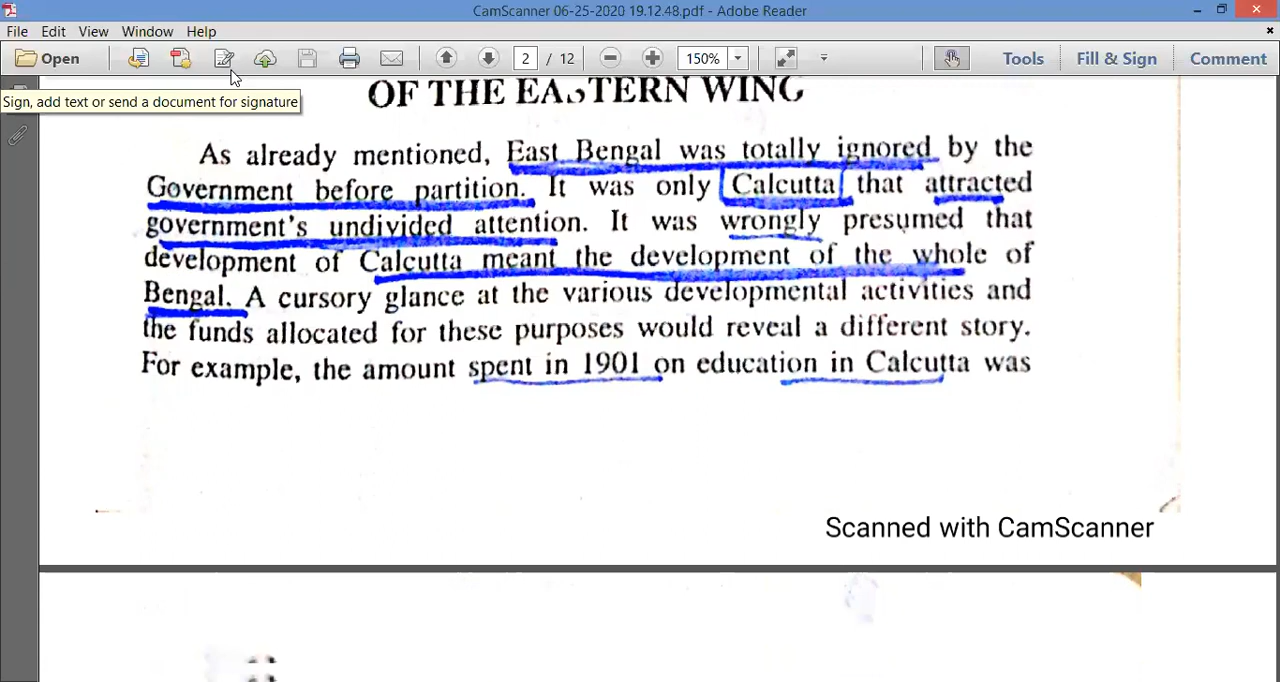 CamScanner 06-25-2020 19.12.48.pdf - Adobe Reader
File Edit View Window Help
Open 2 / 12 150% Tools Fill & Sign Comment
Sign, add text or send a document for signature
OF THE EASTERN WING
As already mentioned, East Bengal was totally ignored by the
Government before partition. It was only Calcutta that attracted
government's undivided attention. It was wrongly presumed that
development of Calcutta meant the development of the whole of
Bengal. A cursory glance at the various developmental activities and
the funds allocated for these purposes would reveal a different story.
For example, the amount spent in 1901 on education in Calcutta was
Scanned with CamScanner